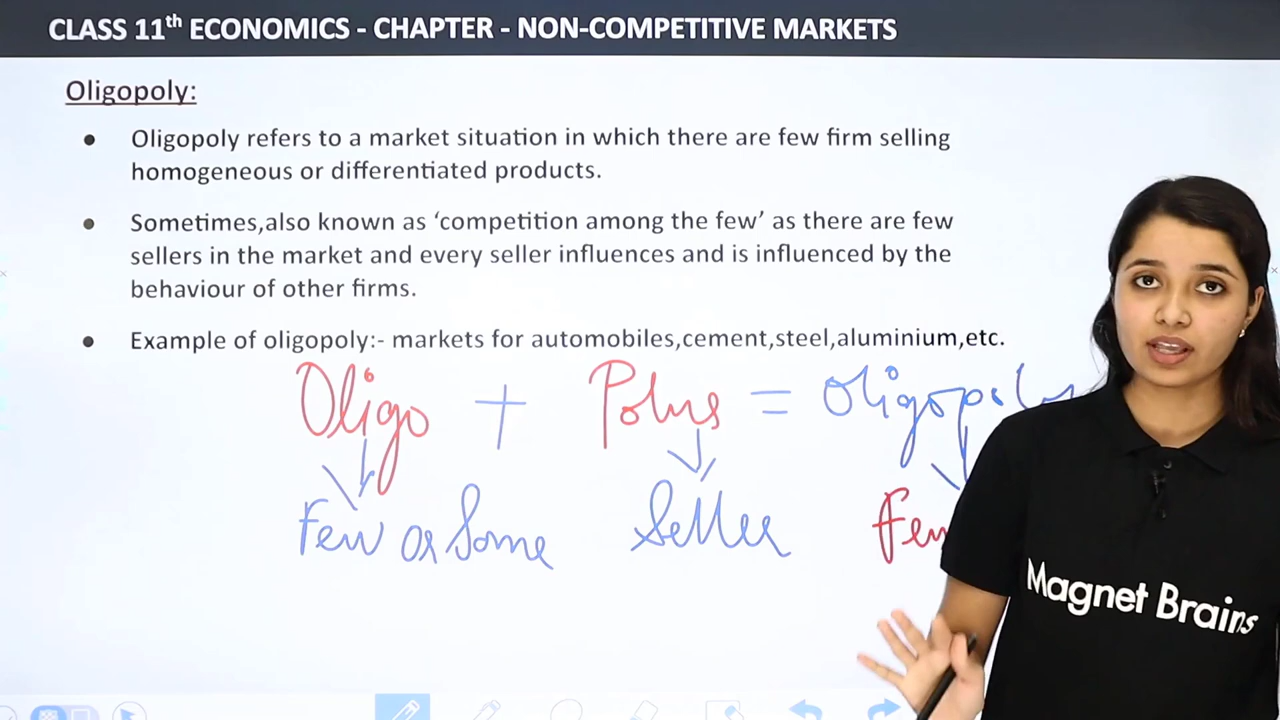 CLASS 11th ECONOMICS - CHAPTER - NON-COMPETITIVE MARKETS
Oligopoly:
• Oligopoly refers to a market situation in which there are few firm selling
homogeneous or differentiated products.
• Sometimes,also known as ‘competition among the few’ as there are few
sellers in the market and every seller influences and is influenced by the
behaviour of other firms.
• Example of oligopoly:- markets for automobiles,cement,steel,aluminium,etc.
Oligo + Polus = Oligopoly
Few or Some Seller Few
Magnet Brains